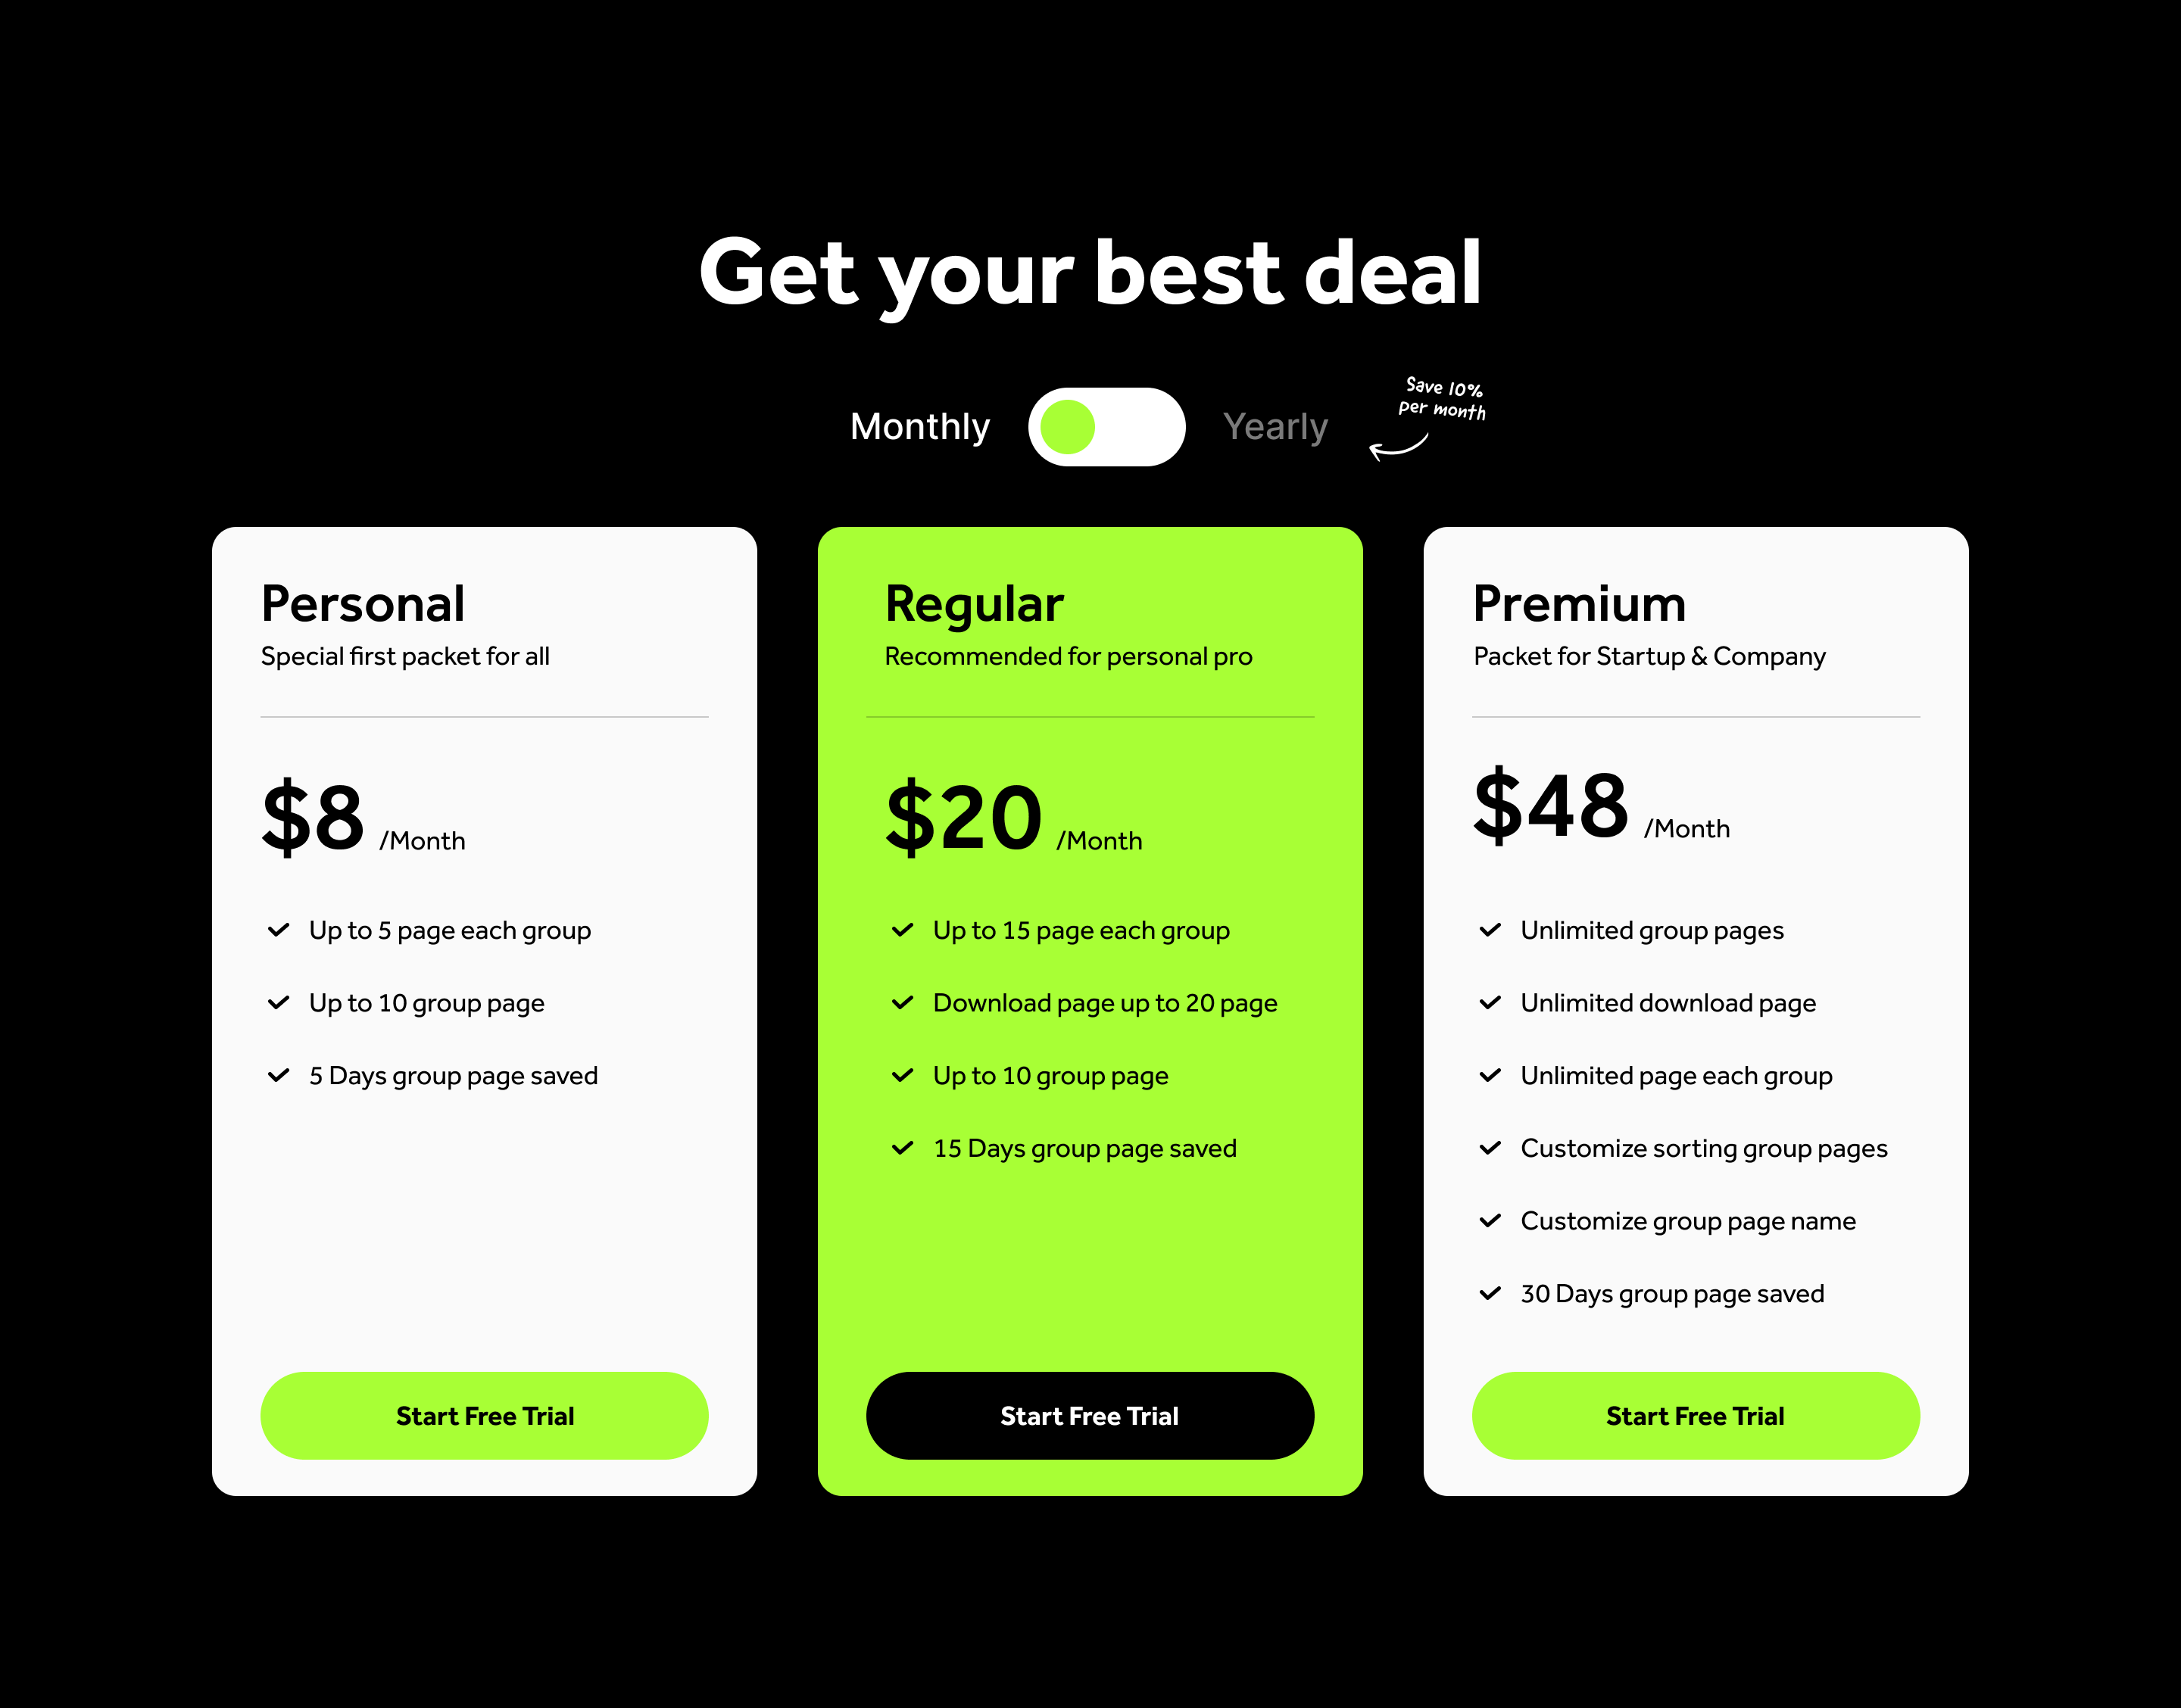 Get your best deal
Monthly
Yearly
Save 10%
per month
Personal
Special first packet for all
$8 /Month
Up to 5 page each group
Up to 10 group page
5 Days group page saved
Start Free Trial
Regular
Recommended for personal pro
$20 /Month
Up to 15 page each group
Download page up to 20 page
Up to 10 group page
15 Days group page saved
Start Free Trial
Premium
Packet for Startup & Company
$48 /Month
Unlimited group pages
Unlimited download page
Unlimited page each group
Customize sorting group pages
Customize group page name
30 Days group page saved
Start Free Trial